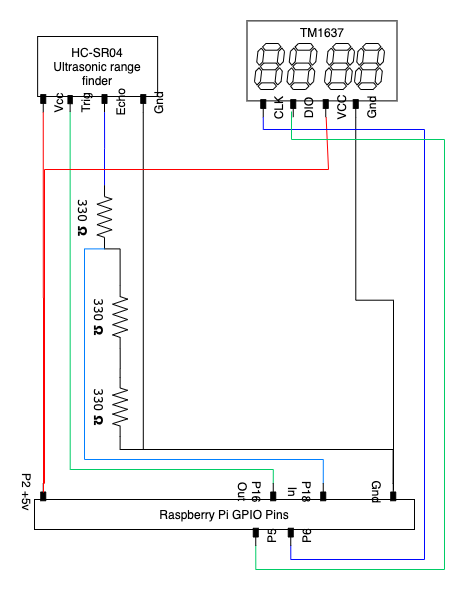 HC-SR04
Ultrasonic range
finder
TM1637
Vcc
Trig
Echo
Gnd
CLK
DIO
VCC
Gnd
330 Ω
330 Ω
330 Ω
P2 +5v
P16
Out
P18
In
Gnd
Raspberry Pi GPIO Pins
P5
P6